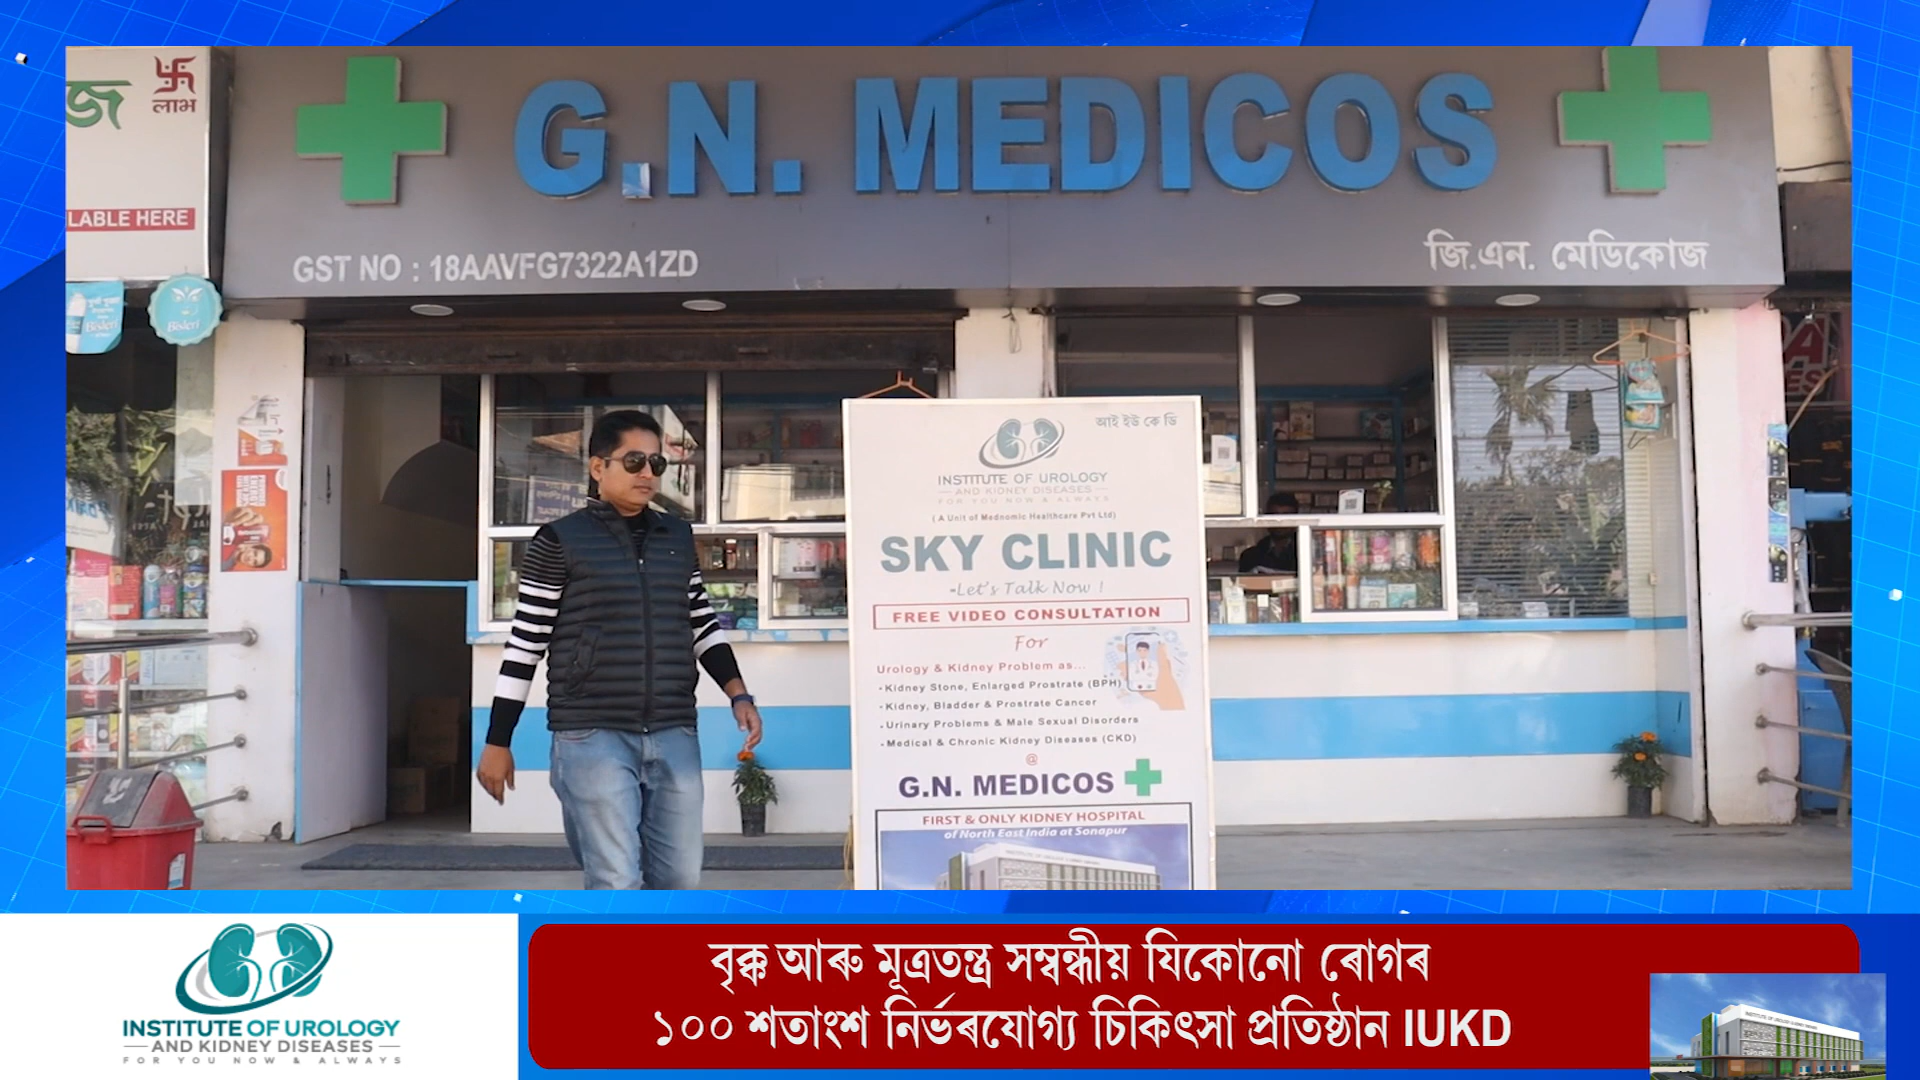 জ
লাভ
LABLE HERE
G.N. MEDICOS
GST NO : 18AAVFG7322A1ZD
জি.এন. মেডিকোজ
Bisleri
Bisleri
আই ইউ কে ডি
INSTITUTE OF UROLOGY
AND KIDNEY DISEASES
FOR YOU NOW & ALWAYS
( A Unit of Mednomic Healthcare Pvt Ltd)
SKY CLINIC
-Let's Talk Now !
FREE VIDEO CONSULTATION
For
Urology & Kidney Problem as...
- Kidney Stone, Enlarged Prostrate (BPH)
- Kidney, Bladder & Prostrate Cancer
- Urinary Problems & Male Sexual Disorders
- Medical & Chronic Kidney Diseases (CKD)
@
G.N. MEDICOS
FIRST & ONLY KIDNEY HOSPITAL
of North East India at Sonapur
INSTITUTE OF UROLOGY
AND KIDNEY DISEASES
FOR YOU NOW & ALWAYS
বৃক্ক আৰু মূত্ৰতন্ত্ৰ সম্বন্ধীয় যিকোনো ৰোগৰ
১০০ শতাংশ নিৰ্ভৰযোগ্য চিকিৎসা প্ৰতিষ্ঠান IUKD